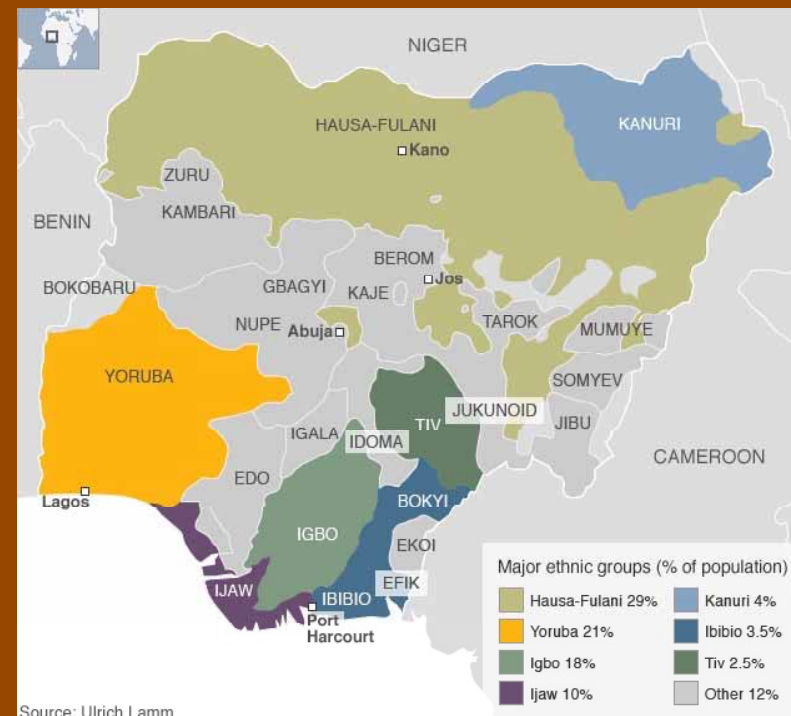 NIGER
HAUSA-FULANI
KANURI
Kano
ZURU
KAMBARI
BENIN
BEROM
BOKOBARU
GBAGYI
KAJE
Jos
NUPE
Abuja
TAROK
MUMUYE
YORUBA
SOMYEV
JUKUNOID
JIBU
TIV
IGALA
IDOMA
CAMEROON
EDO
Lagos
BOKYI
IGBO
EKOI
EFIK
IJAW
IBIBIO
Port
Harcourt
Major ethnic groups (% of population)
Hausa-Fulani 29%
Kanuri 4%
Yoruba 21%
Ibibio 3.5%
Igbo 18%
Tiv 2.5%
Ijaw 10%
Other 12%
Source: Ulrich Lamm